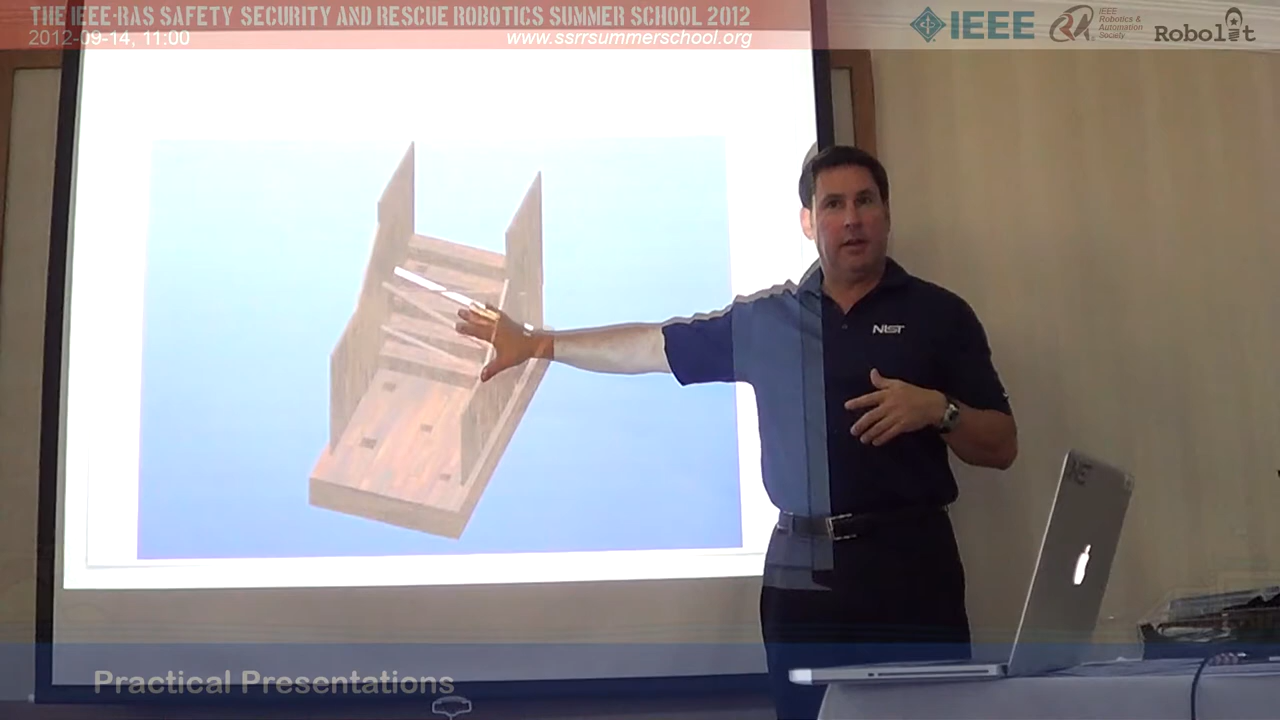 THE IEEE-RAS SAFETY SECURITY AND RESCUE ROBOTICS SUMMER SCHOOL 2012
2012-09-14, 11:00
www.ssrrsummerschool.org
IEEE
IEEE
Robotics &
Automation
Society
Robolit
NIST
Practical Presentations